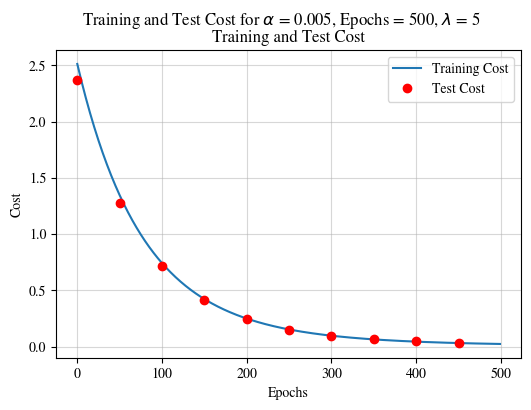 Training and Test Cost for α = 0.005, Epochs = 500, λ = 5
Training and Test Cost
Training Cost
Test Cost
Cost
2.5
2.0
1.5
1.0
0.5
0.0
0 100 200 300 400 500
Epochs